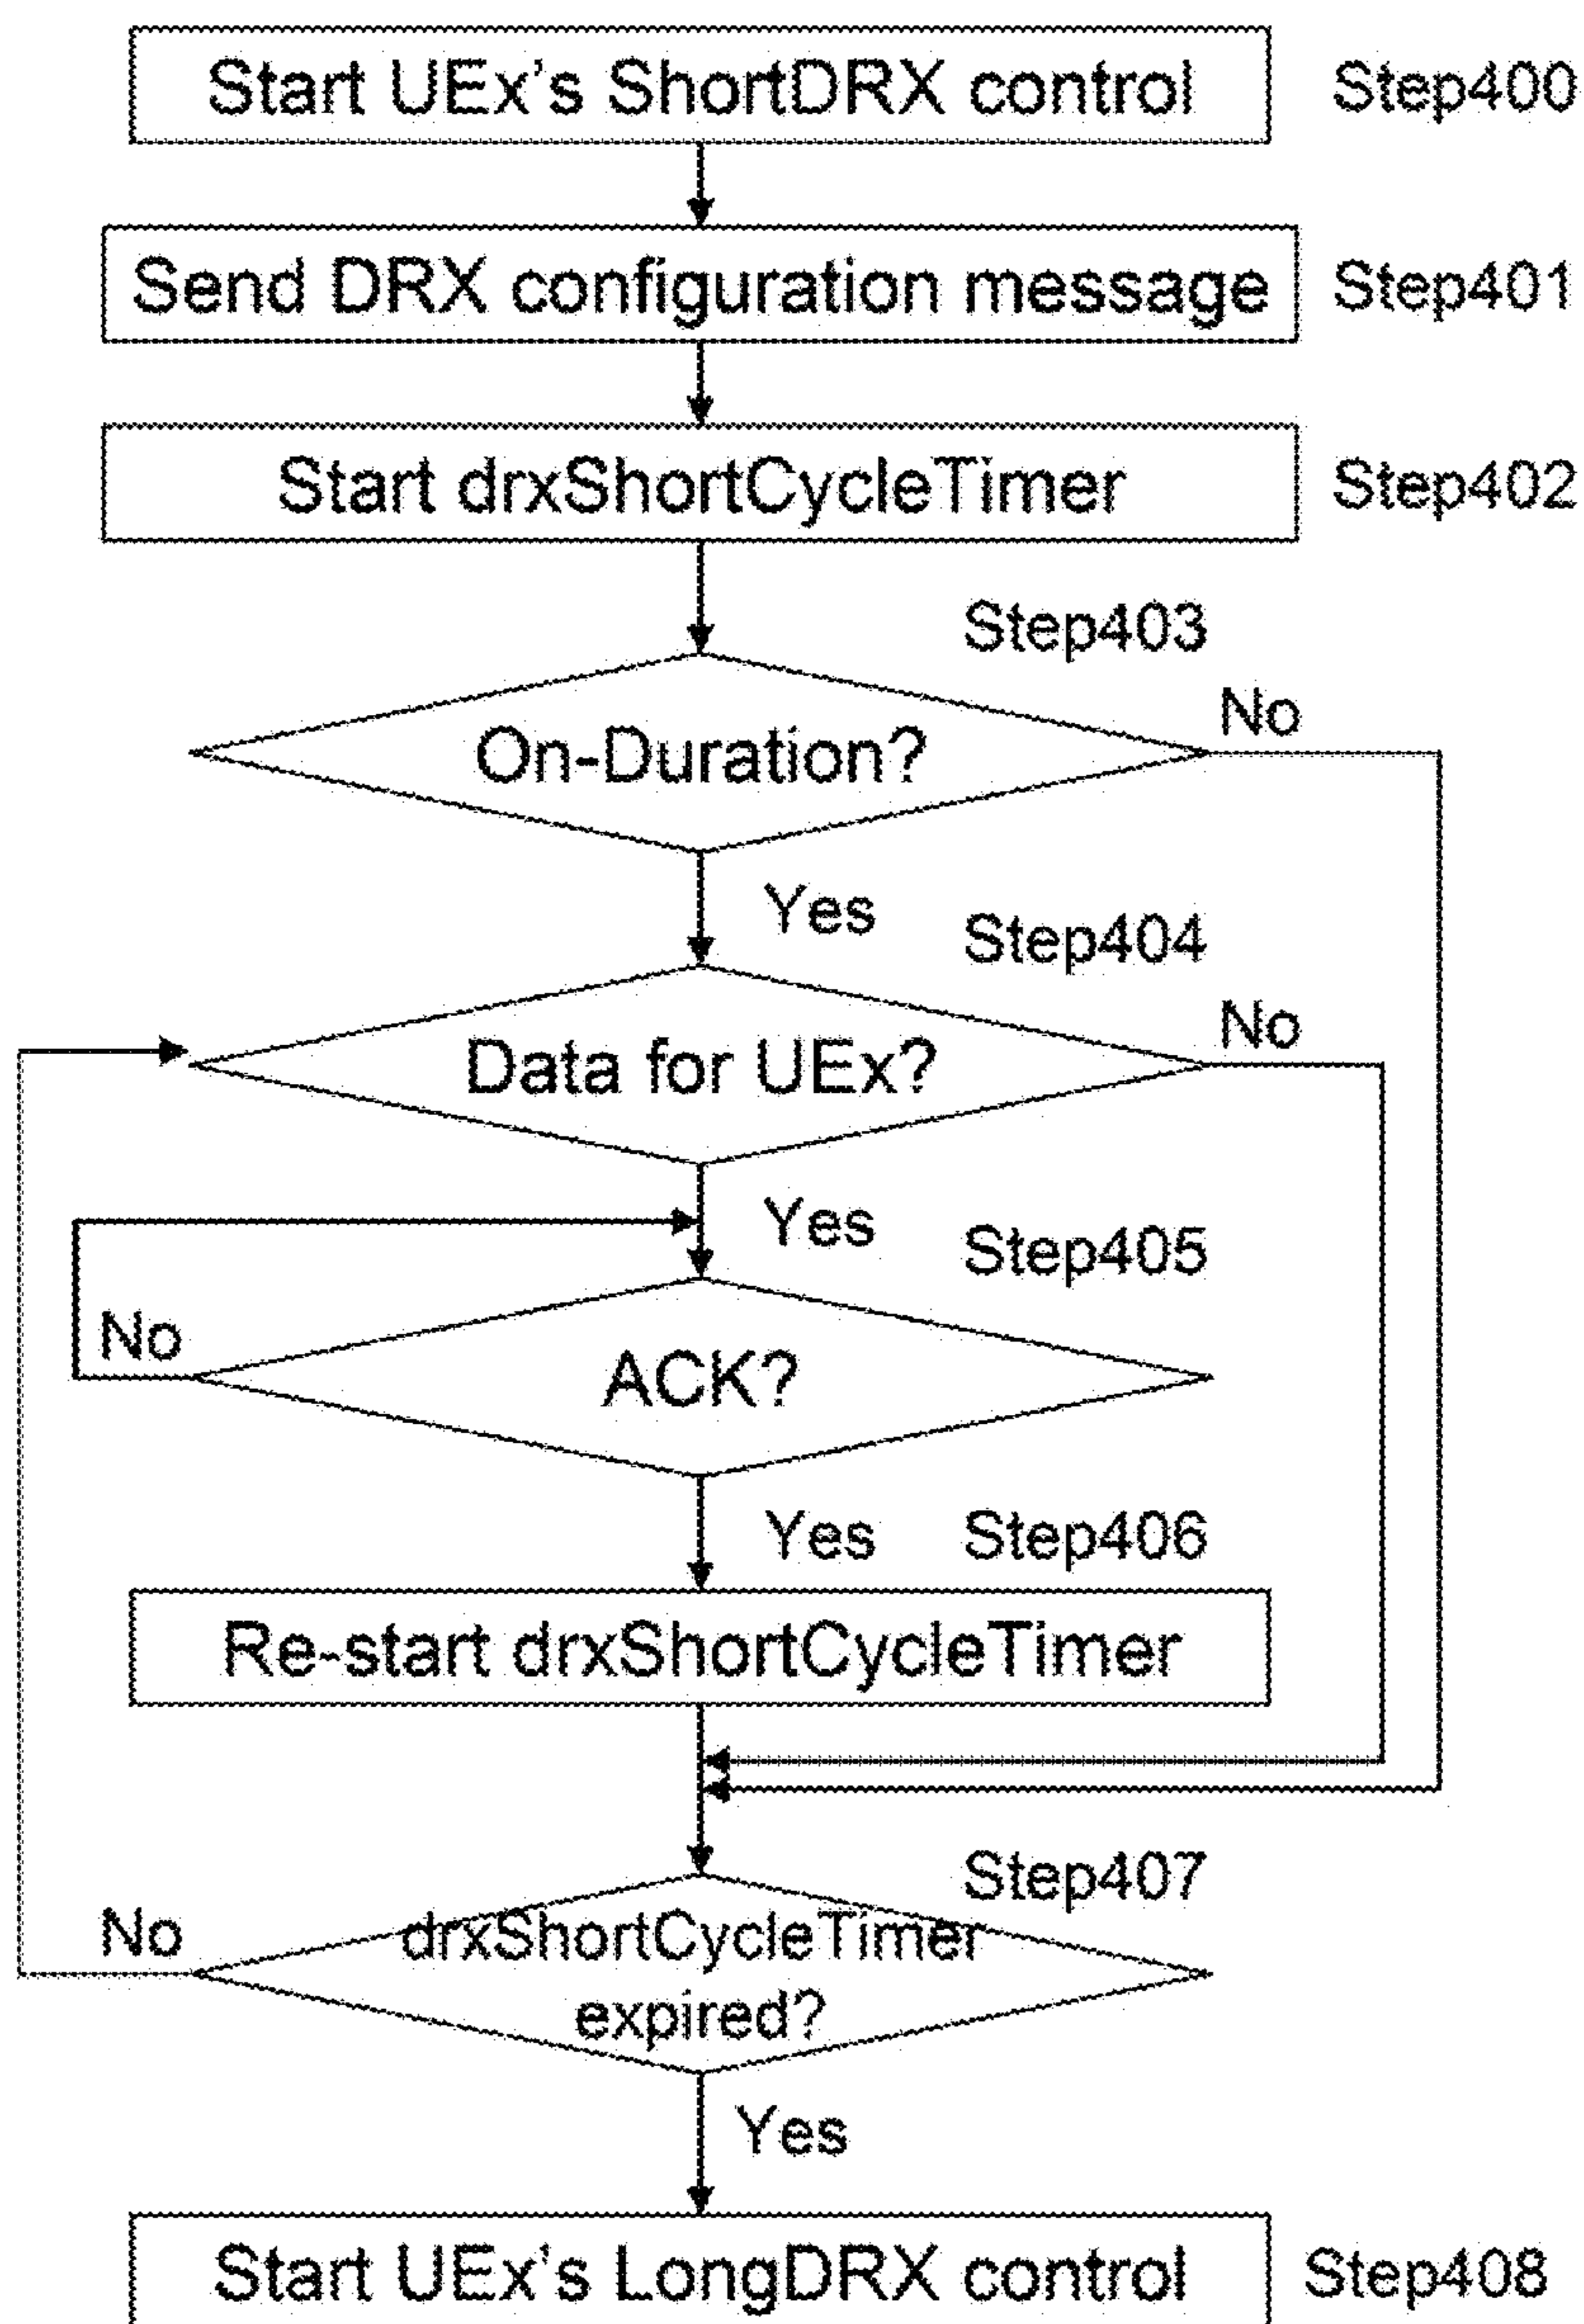 Start UEx's ShortDRX control Step400
Send DRX configuration message Step401
Start drxShortCycleTimer Step402
Step403
On-Duration?
No
Yes
Step404
Data for UEx?
No
Yes
Step405
ACK?
No
Yes
Step406
Re-start drxShortCycleTimer
Step407
drxShortCycleTimer
expired?
No
Yes
Start UEx's LongDRX control Step408